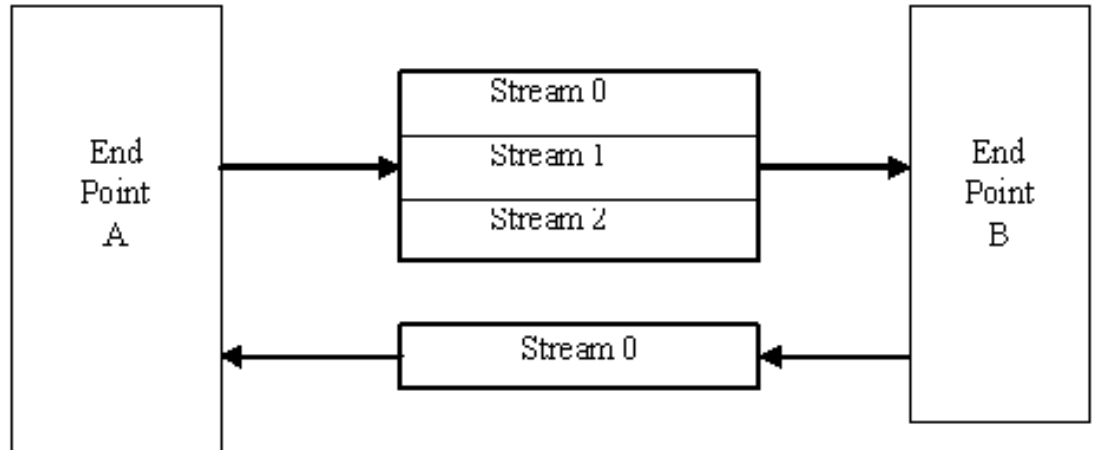 End
Point
A
Stream 0
Stream 1
Stream 2
Stream 0
End
Point
B